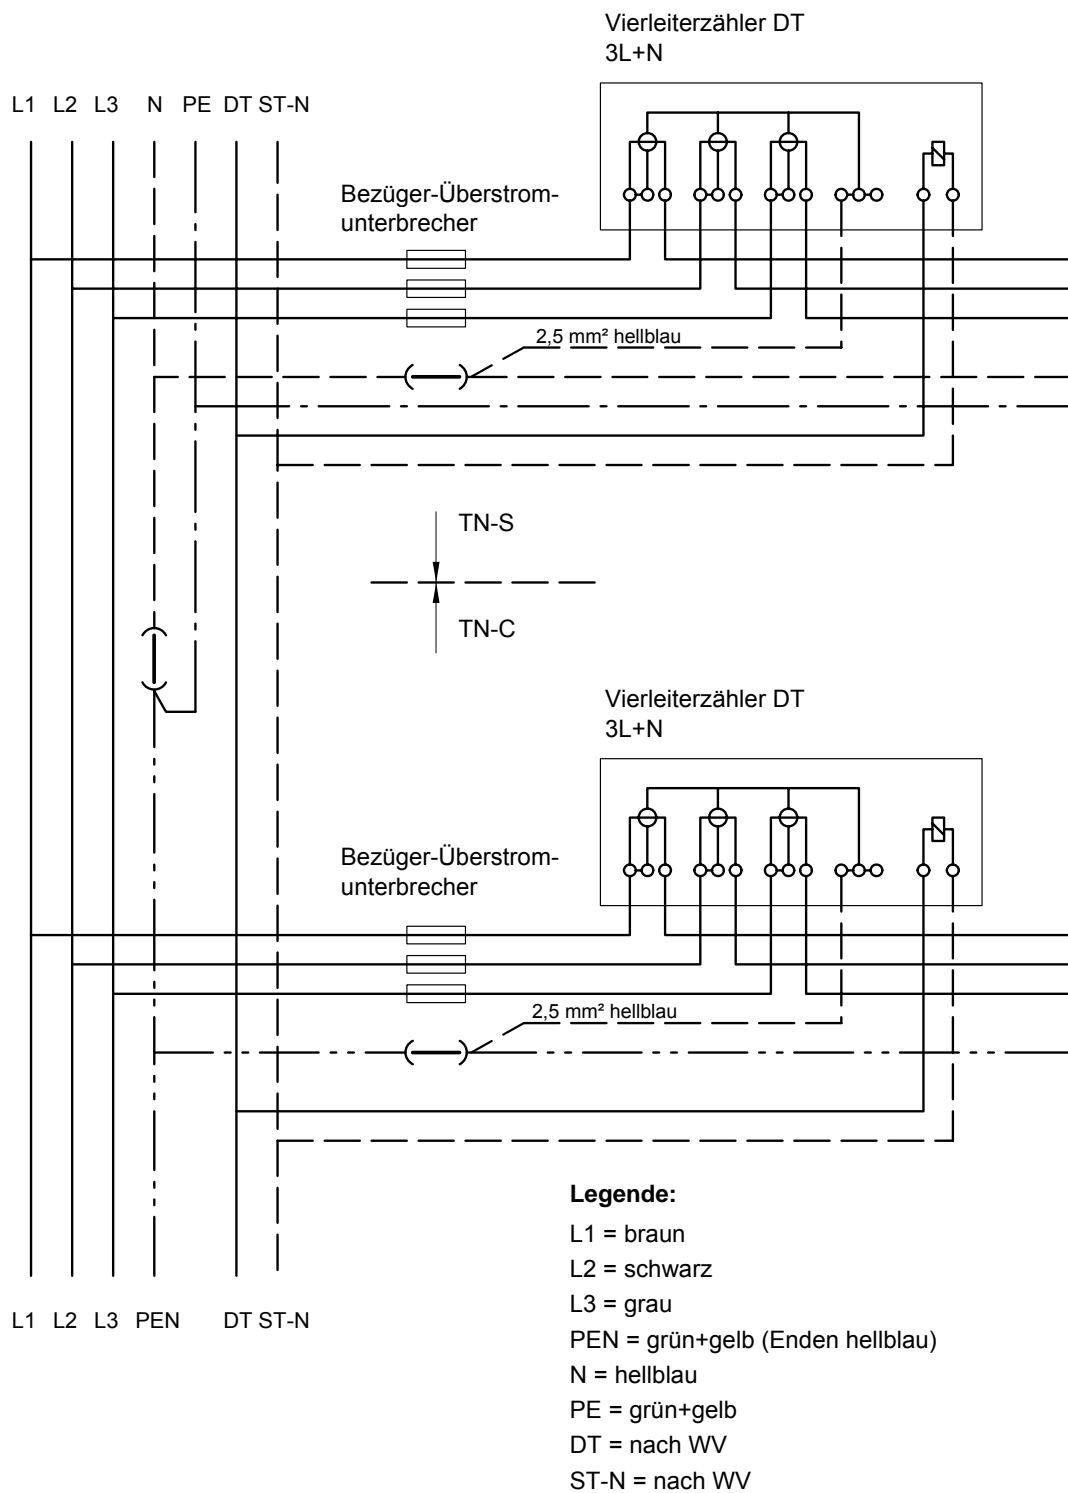 Vierleiterzähler DT
3L+N
L1 L2 L3 N PE DT ST-N
Bezüger-Überstrom-
unterbrecher
2,5 mm² hellblau
TN-S
TN-C
Vierleiterzähler DT
3L+N
Bezüger-Überstrom-
unterbrecher
2,5 mm² hellblau
Legende:
L1 = braun
L2 = schwarz
L3 = grau
L1 L2 L3 PEN DT ST-N
PEN = grün+gelb (Enden hellblau)
N = hellblau
PE = grün+gelb
DT = nach WV
ST-N = nach WV